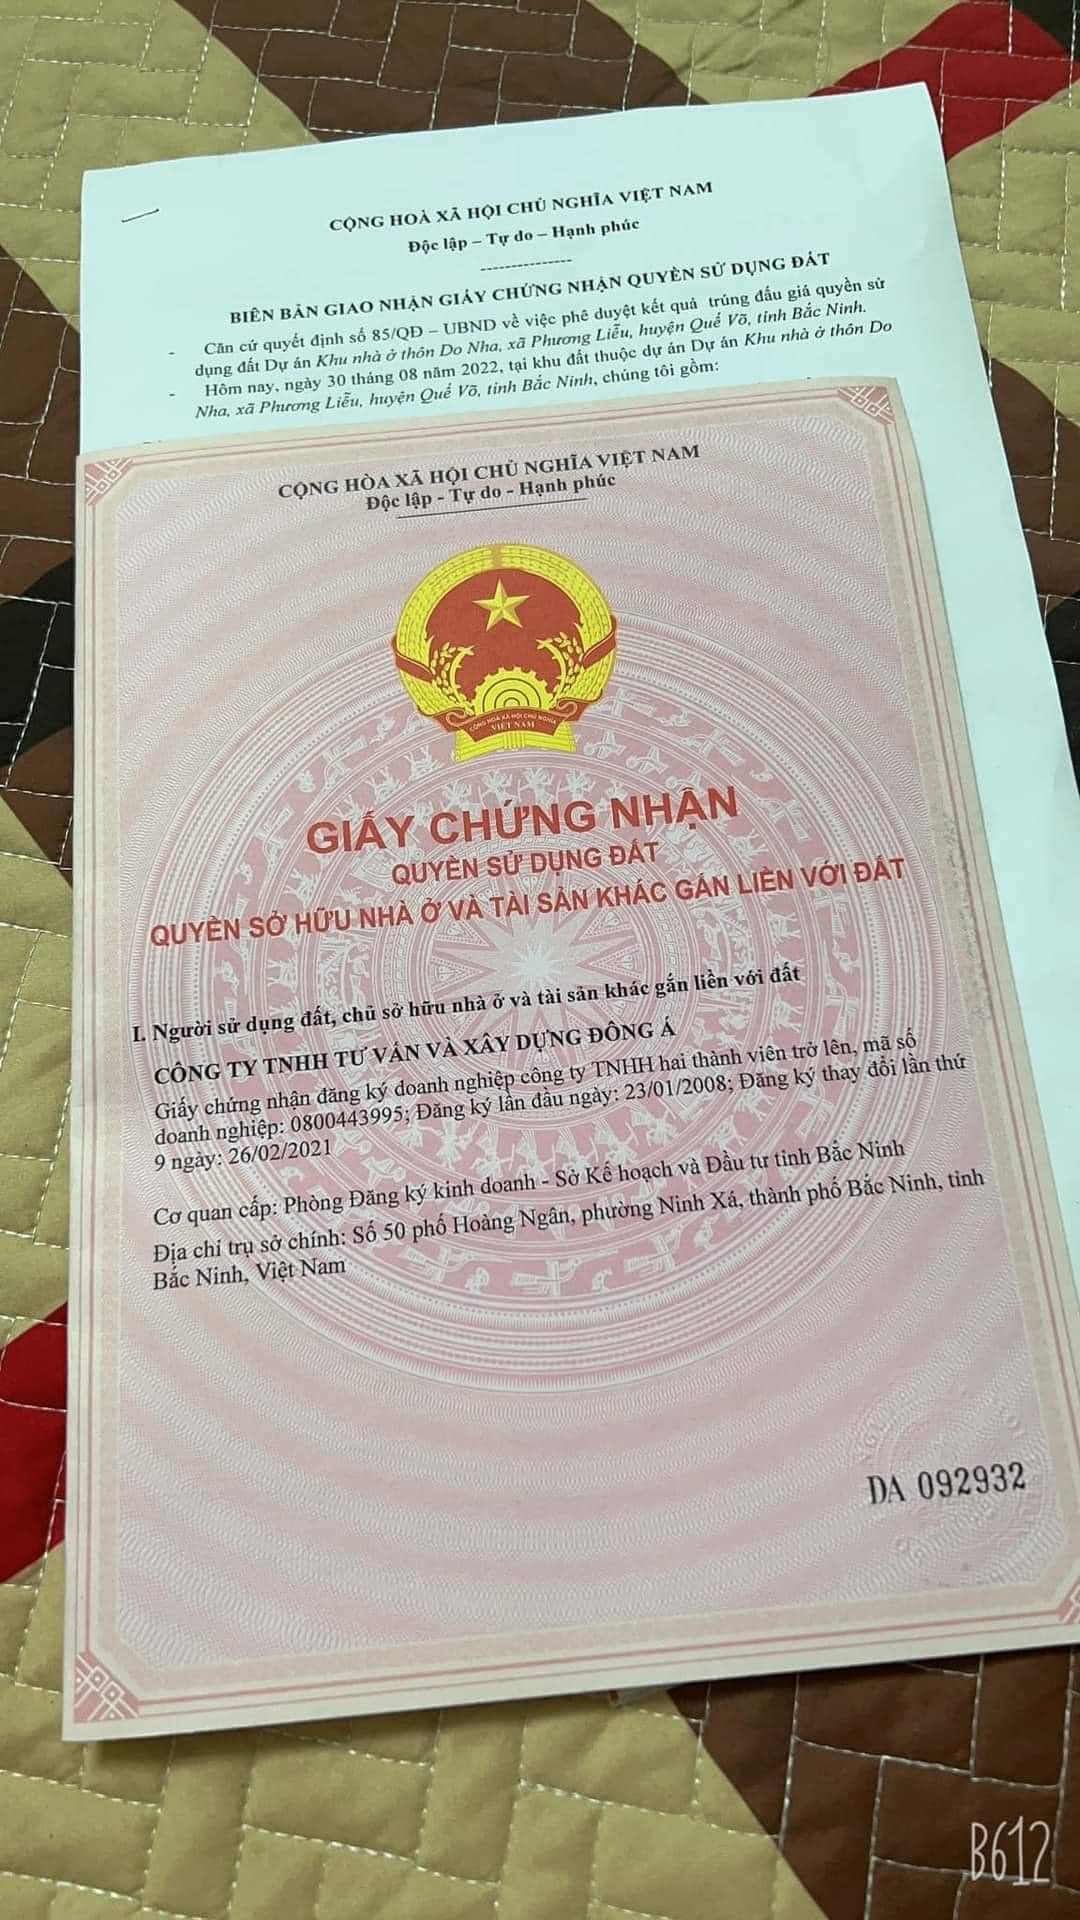 CỘNG HOÀ XÃ HỘI CHỦ NGHĨA VIỆT NAM
Độc lập – Tự do – Hạnh phúc
---------------
BIÊN BẢN GIAO NHẬN GIẤY CHỨNG NHẬN QUYỀN SỬ DỤNG ĐẤT
- Căn cứ quyết định số 85/QĐ – UBND về việc phê duyệt kết quả trúng đấu giá quyền sử
dụng đất Dự án Khu nhà ở thôn Do Nha, xã Phương Liễu, huyện Quế Võ, tỉnh Bắc Ninh.
- Hôm nay, ngày 30 tháng 08 năm 2022, tại khu đất thuộc dự án Dự án Khu nhà ở thôn Do
Nha, xã Phương Liễu, huyện Quế Võ, tỉnh Bắc Ninh, chúng tôi gồm:
CỘNG HÒA XÃ HỘI CHỦ NGHĨA VIỆT NAM
Độc lập - Tự do - Hạnh phúc
CỘNG HOÀ XÃ HỘI CHỦ NGHĨA
VIỆT NAM
GIẤY CHỨNG NHẬN
QUYỀN SỬ DỤNG ĐẤT
QUYỀN SỞ HỮU NHÀ Ở VÀ TÀI SẢN KHÁC GẮN LIỀN VỚI ĐẤT
I. Người sử dụng đất, chủ sở hữu nhà ở và tài sản khác gắn liền với đất
CÔNG TY TNHH TƯ VẤN VÀ XÂY DỰNG ĐÔNG Á
Giấy chứng nhận đăng ký doanh nghiệp công ty TNHH hai thành viên trở lên, mã số
doanh nghiệp: 0800443995; Đăng ký lần đầu ngày: 23/01/2008; Đăng ký thay đổi lần thứ
9 ngày: 26/02/2021
Cơ quan cấp: Phòng Đăng ký kinh doanh - Sở Kế hoạch và Đầu tư tỉnh Bắc Ninh
Địa chỉ trụ sở chính: Số 50 phố Hoàng Ngân, phường Ninh Xá, thành phố Bắc Ninh, tỉnh
Bắc Ninh, Việt Nam
DA 092932
B612